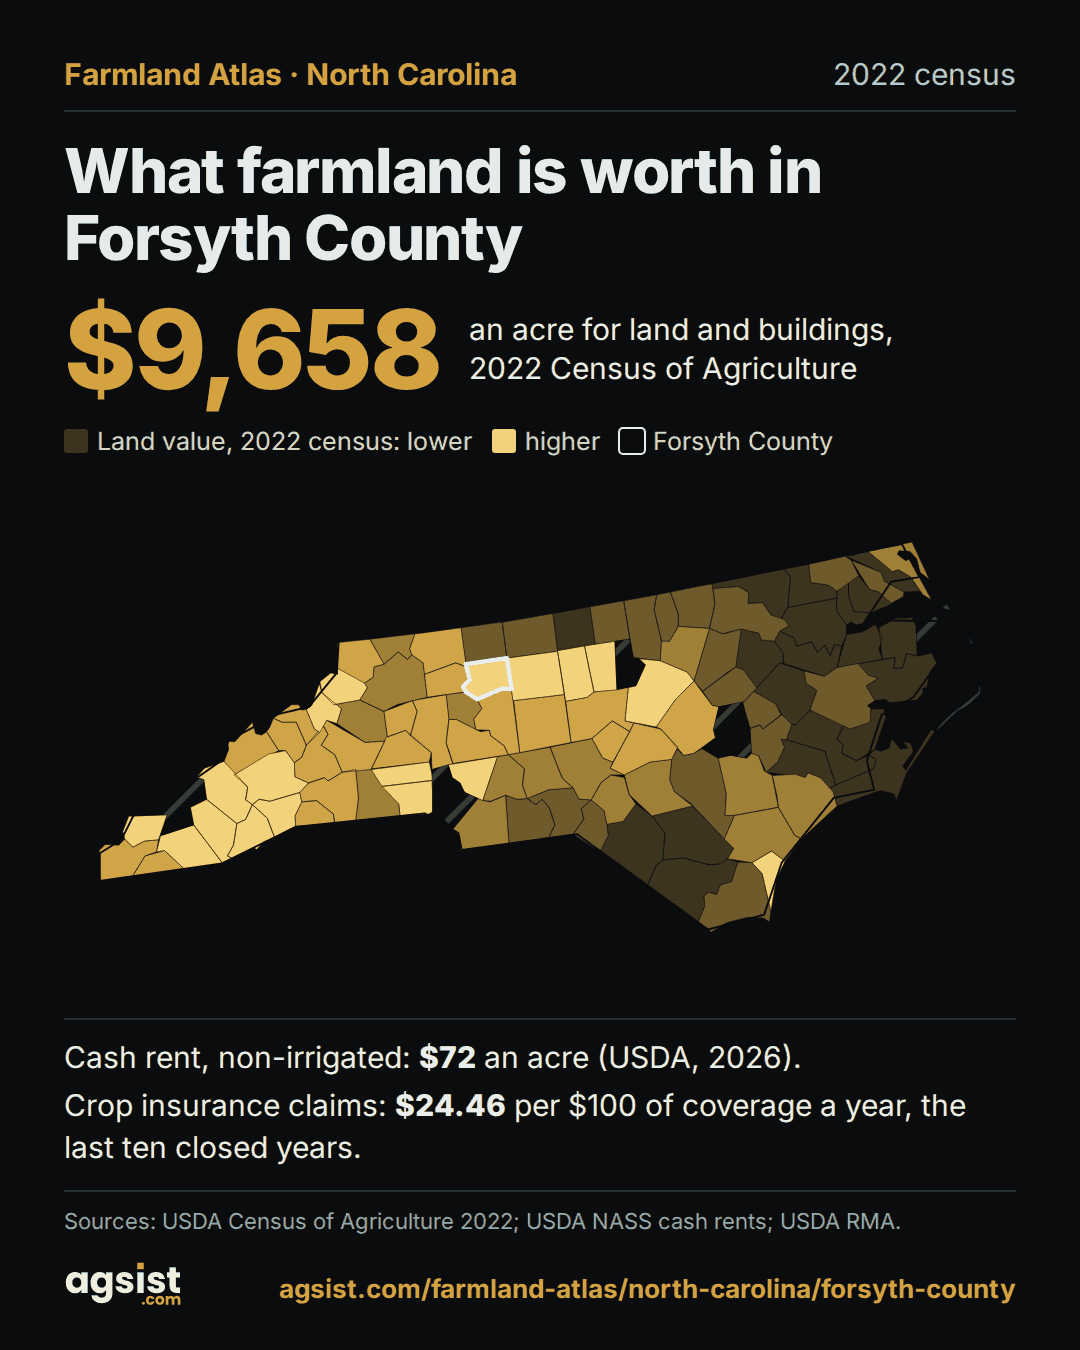 Farmland Atlas · North Carolina
2022 census
What farmland is worth in
Forsyth County
$9,658
an acre for land and buildings,
2022 Census of Agriculture
Land value, 2022 census: lower
higher
Forsyth County
Cash rent, non-irrigated: $72 an acre (USDA, 2026).
Crop insurance claims: $24.46 per $100 of coverage a year, the
last ten closed years.
Sources: USDA Census of Agriculture 2022; USDA NASS cash rents; USDA RMA.
agsist
.com
agsist.com/farmland-atlas/north-carolina/forsyth-county